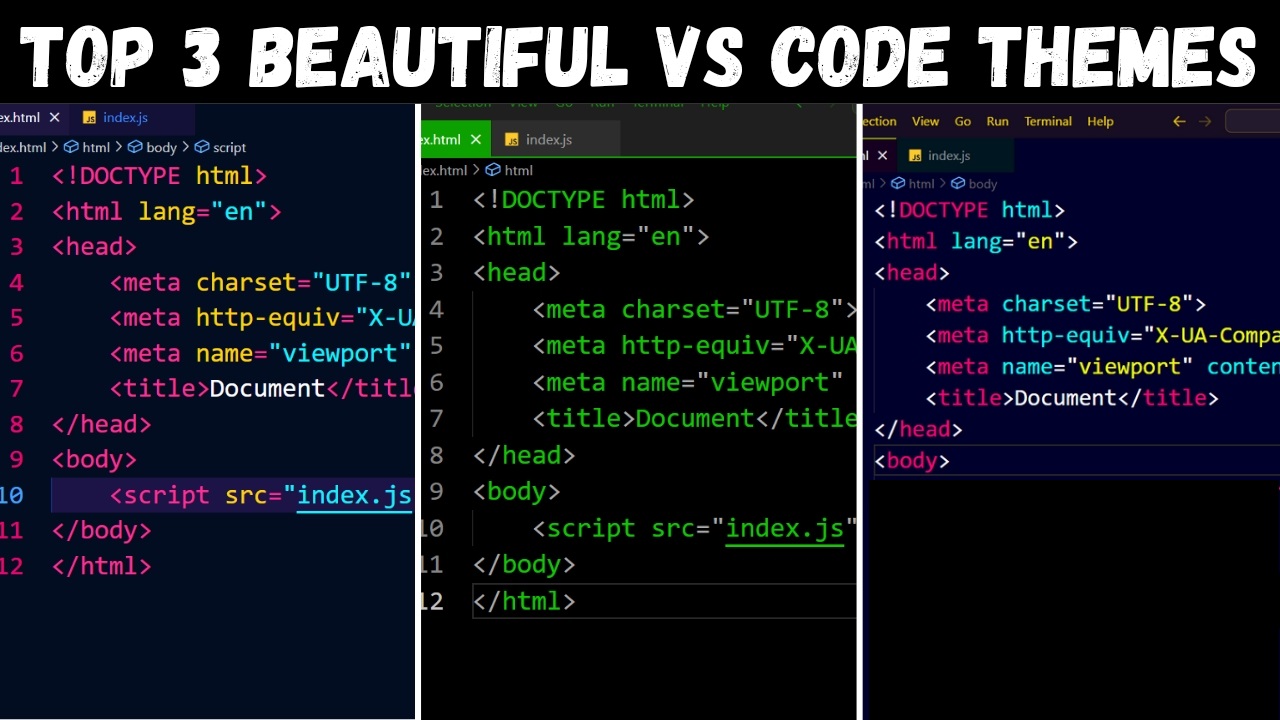 TOP 3 BEAUTIFUL VS CODE THEMES
ex.html × JS index.js
dex.html > html > body > script
1 <!DOCTYPE html>
2 <html lang="en">
3 <head>
4 <meta charset="UTF-8"
5 <meta http-equiv="X-UA
6 <meta name="viewport"
7 <title>Document</titl
8 </head>
9 <body>
10 <script src="index.js
11 </body>
12 </html>
Selection View Go Run Terminal Help
ex.html × JS index.js
ex.html > html
1 <!DOCTYPE html>
2 <html lang="en">
3 <head>
4 <meta charset="UTF-8">
5 <meta http-equiv="X-UA
6 <meta name="viewport"
7 <title>Document</title
8 </head>
9 <body>
10 <script src="index.js"
11 </body>
12 </html>
ection View Go Run Terminal Help ← →
l × JS index.js
ml > html > body
<!DOCTYPE html>
<html lang="en">
<head>
<meta charset="UTF-8">
<meta http-equiv="X-UA-Compa
<meta name="viewport" conten
<title>Document</title>
</head>
<body>